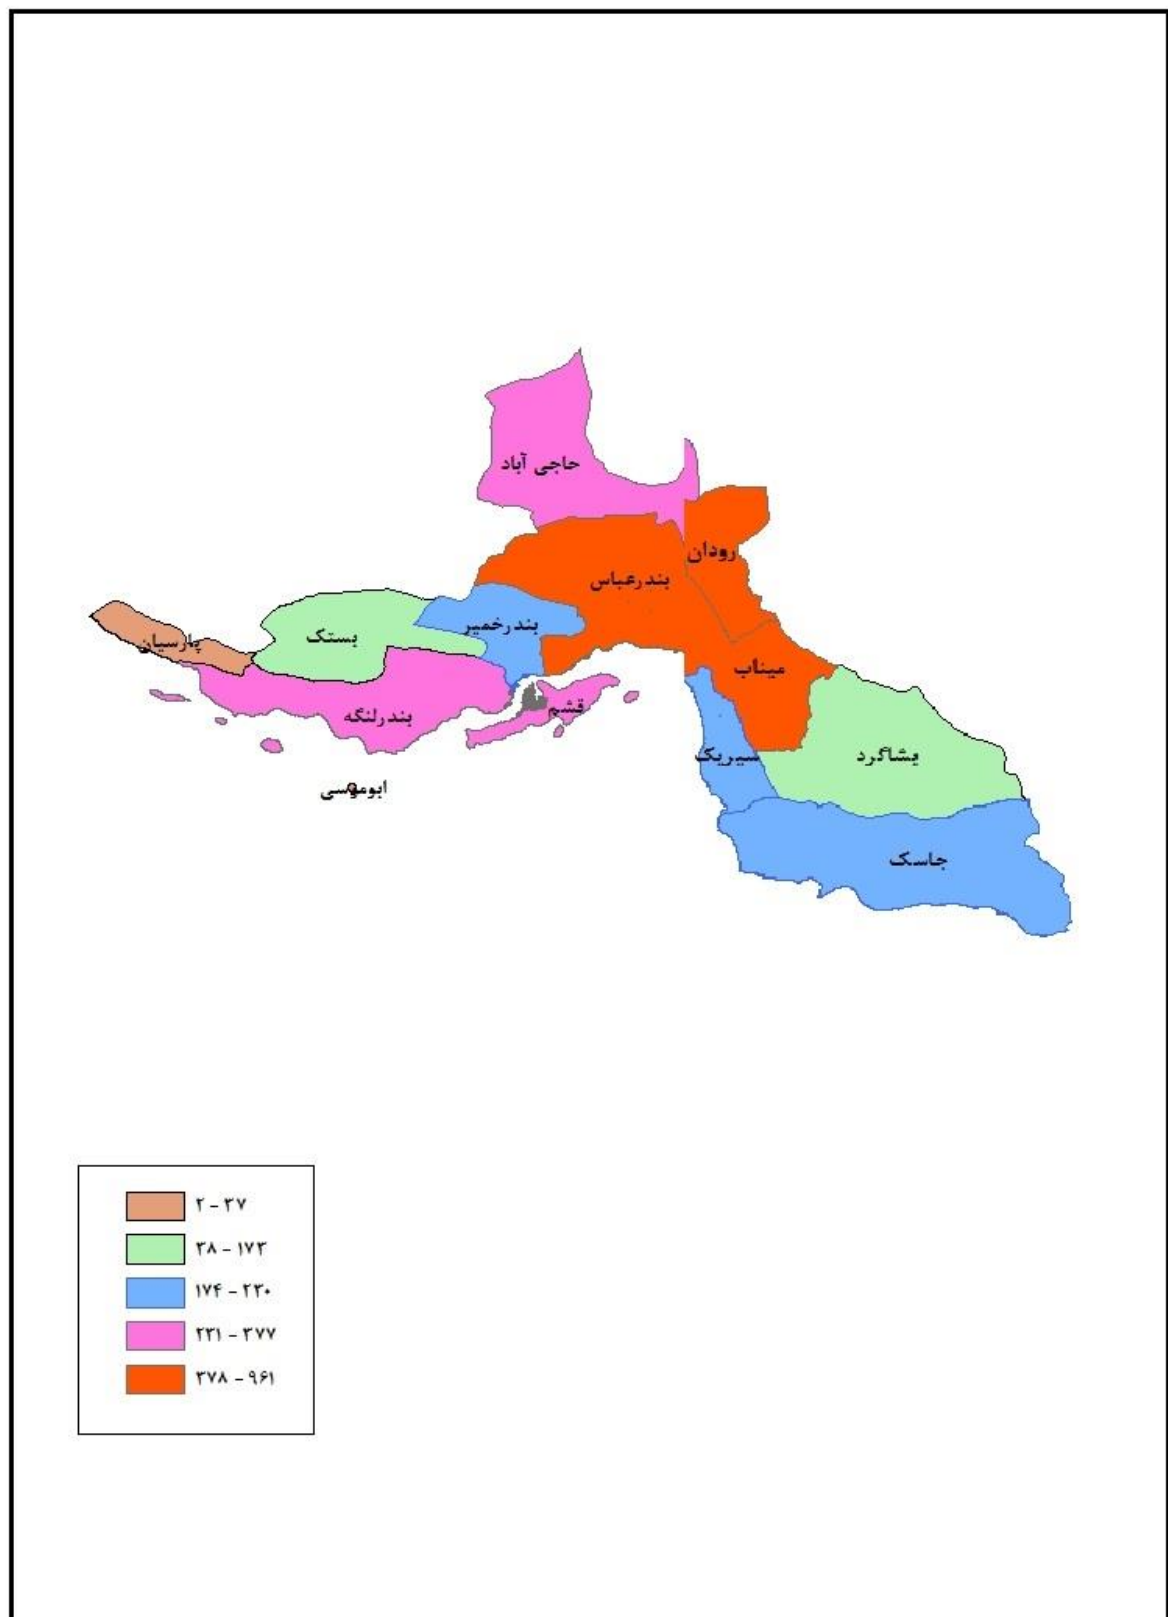 حاجی آباد
رودان
بندرعباس
بندرخمیر
بستک
پارسیان
میناب
قشم
بندرلنگه
سیریک
بشاگرد
ابوموسی
جاسک
۲ - ۳۷
۳۸ - ۱۷۳
۱۷۴ - ۲۳۰
۲۳۱ - ۳۷۷
۳۷۸ - ۹۶۱